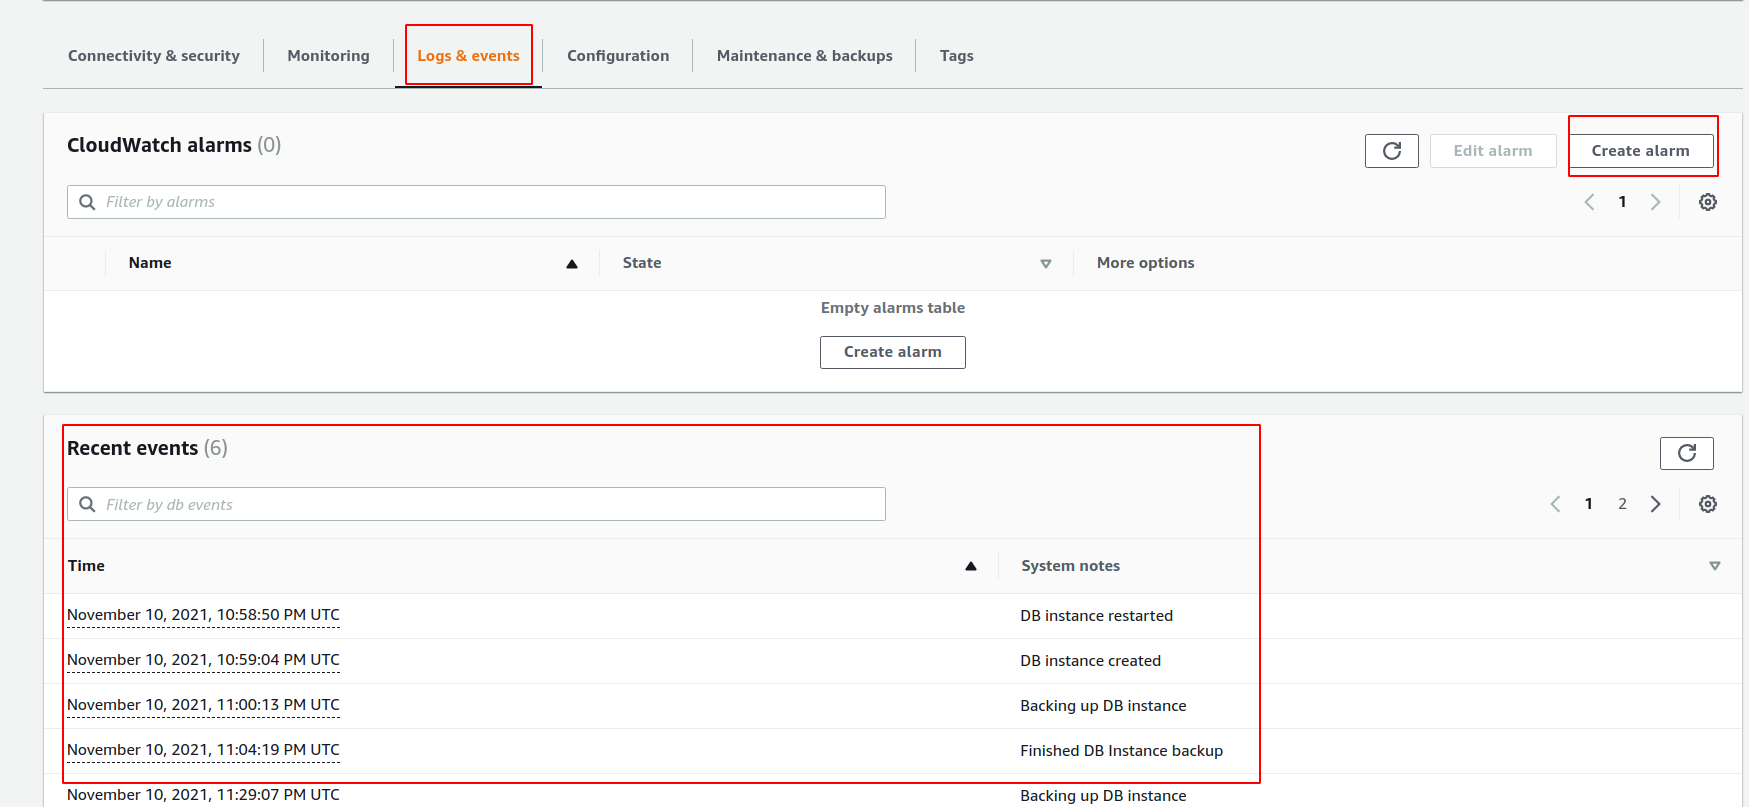 Connectivity & security Monitoring Logs & events Configuration Maintenance & backups Tags
CloudWatch alarms (0)
Edit alarm Create alarm
Filter by alarms
1
Name State More options
Empty alarms table
Create alarm
Recent events (6)
Filter by db events
1 2
Time System notes
November 10, 2021, 10:58:50 PM UTC DB instance restarted
November 10, 2021, 10:59:04 PM UTC DB instance created
November 10, 2021, 11:00:13 PM UTC Backing up DB instance
November 10, 2021, 11:04:19 PM UTC Finished DB Instance backup
November 10, 2021, 11:29:07 PM UTC Backing up DB instance